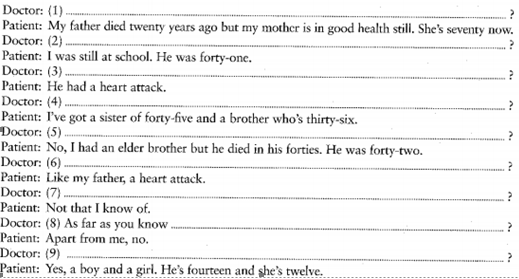 Doctor: (1) ?
Patient: My father died twenty years ago but my mother is in good health still. She's seventy now.
Doctor: (2) ?
Patient: I was still at school. He was forty-one.
Doctor: (3) ?
Patient: He had a heart attack.
Doctor: (4) ?
Patient: I've got a sister of forty-five and a brother who's thirty-six.
Doctor: (5) ?
Patient: No, I had an elder brother but he died in his forties. He was forty-two.
Doctor: (6) ?
Patient: Like my father, a heart attack.
Doctor: (7) ?
Patient: Not that I know of.
Doctor: (8) As far as you know ?
Patient: Apart from me, no.
Doctor: (9) ?
Patient: Yes, a boy and a girl. He's fourteen and she's twelve.